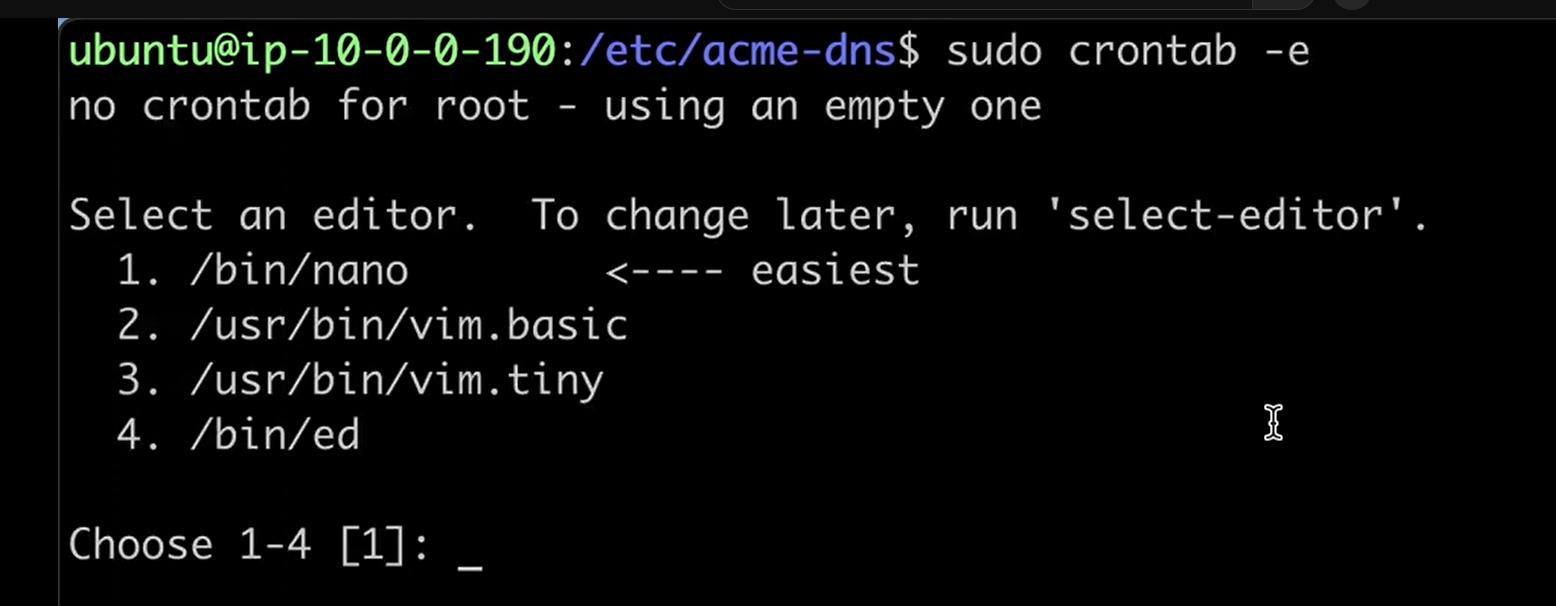 ubuntu@ip-10-0-0-190:/etc/acme-dns$ sudo crontab -e
no crontab for root - using an empty one
Select an editor.  To change later, run 'select-editor'.
  1. /bin/nano        <---- easiest
  2. /usr/bin/vim.basic
  3. /usr/bin/vim.tiny
  4. /bin/ed
Choose 1-4 [1]: _